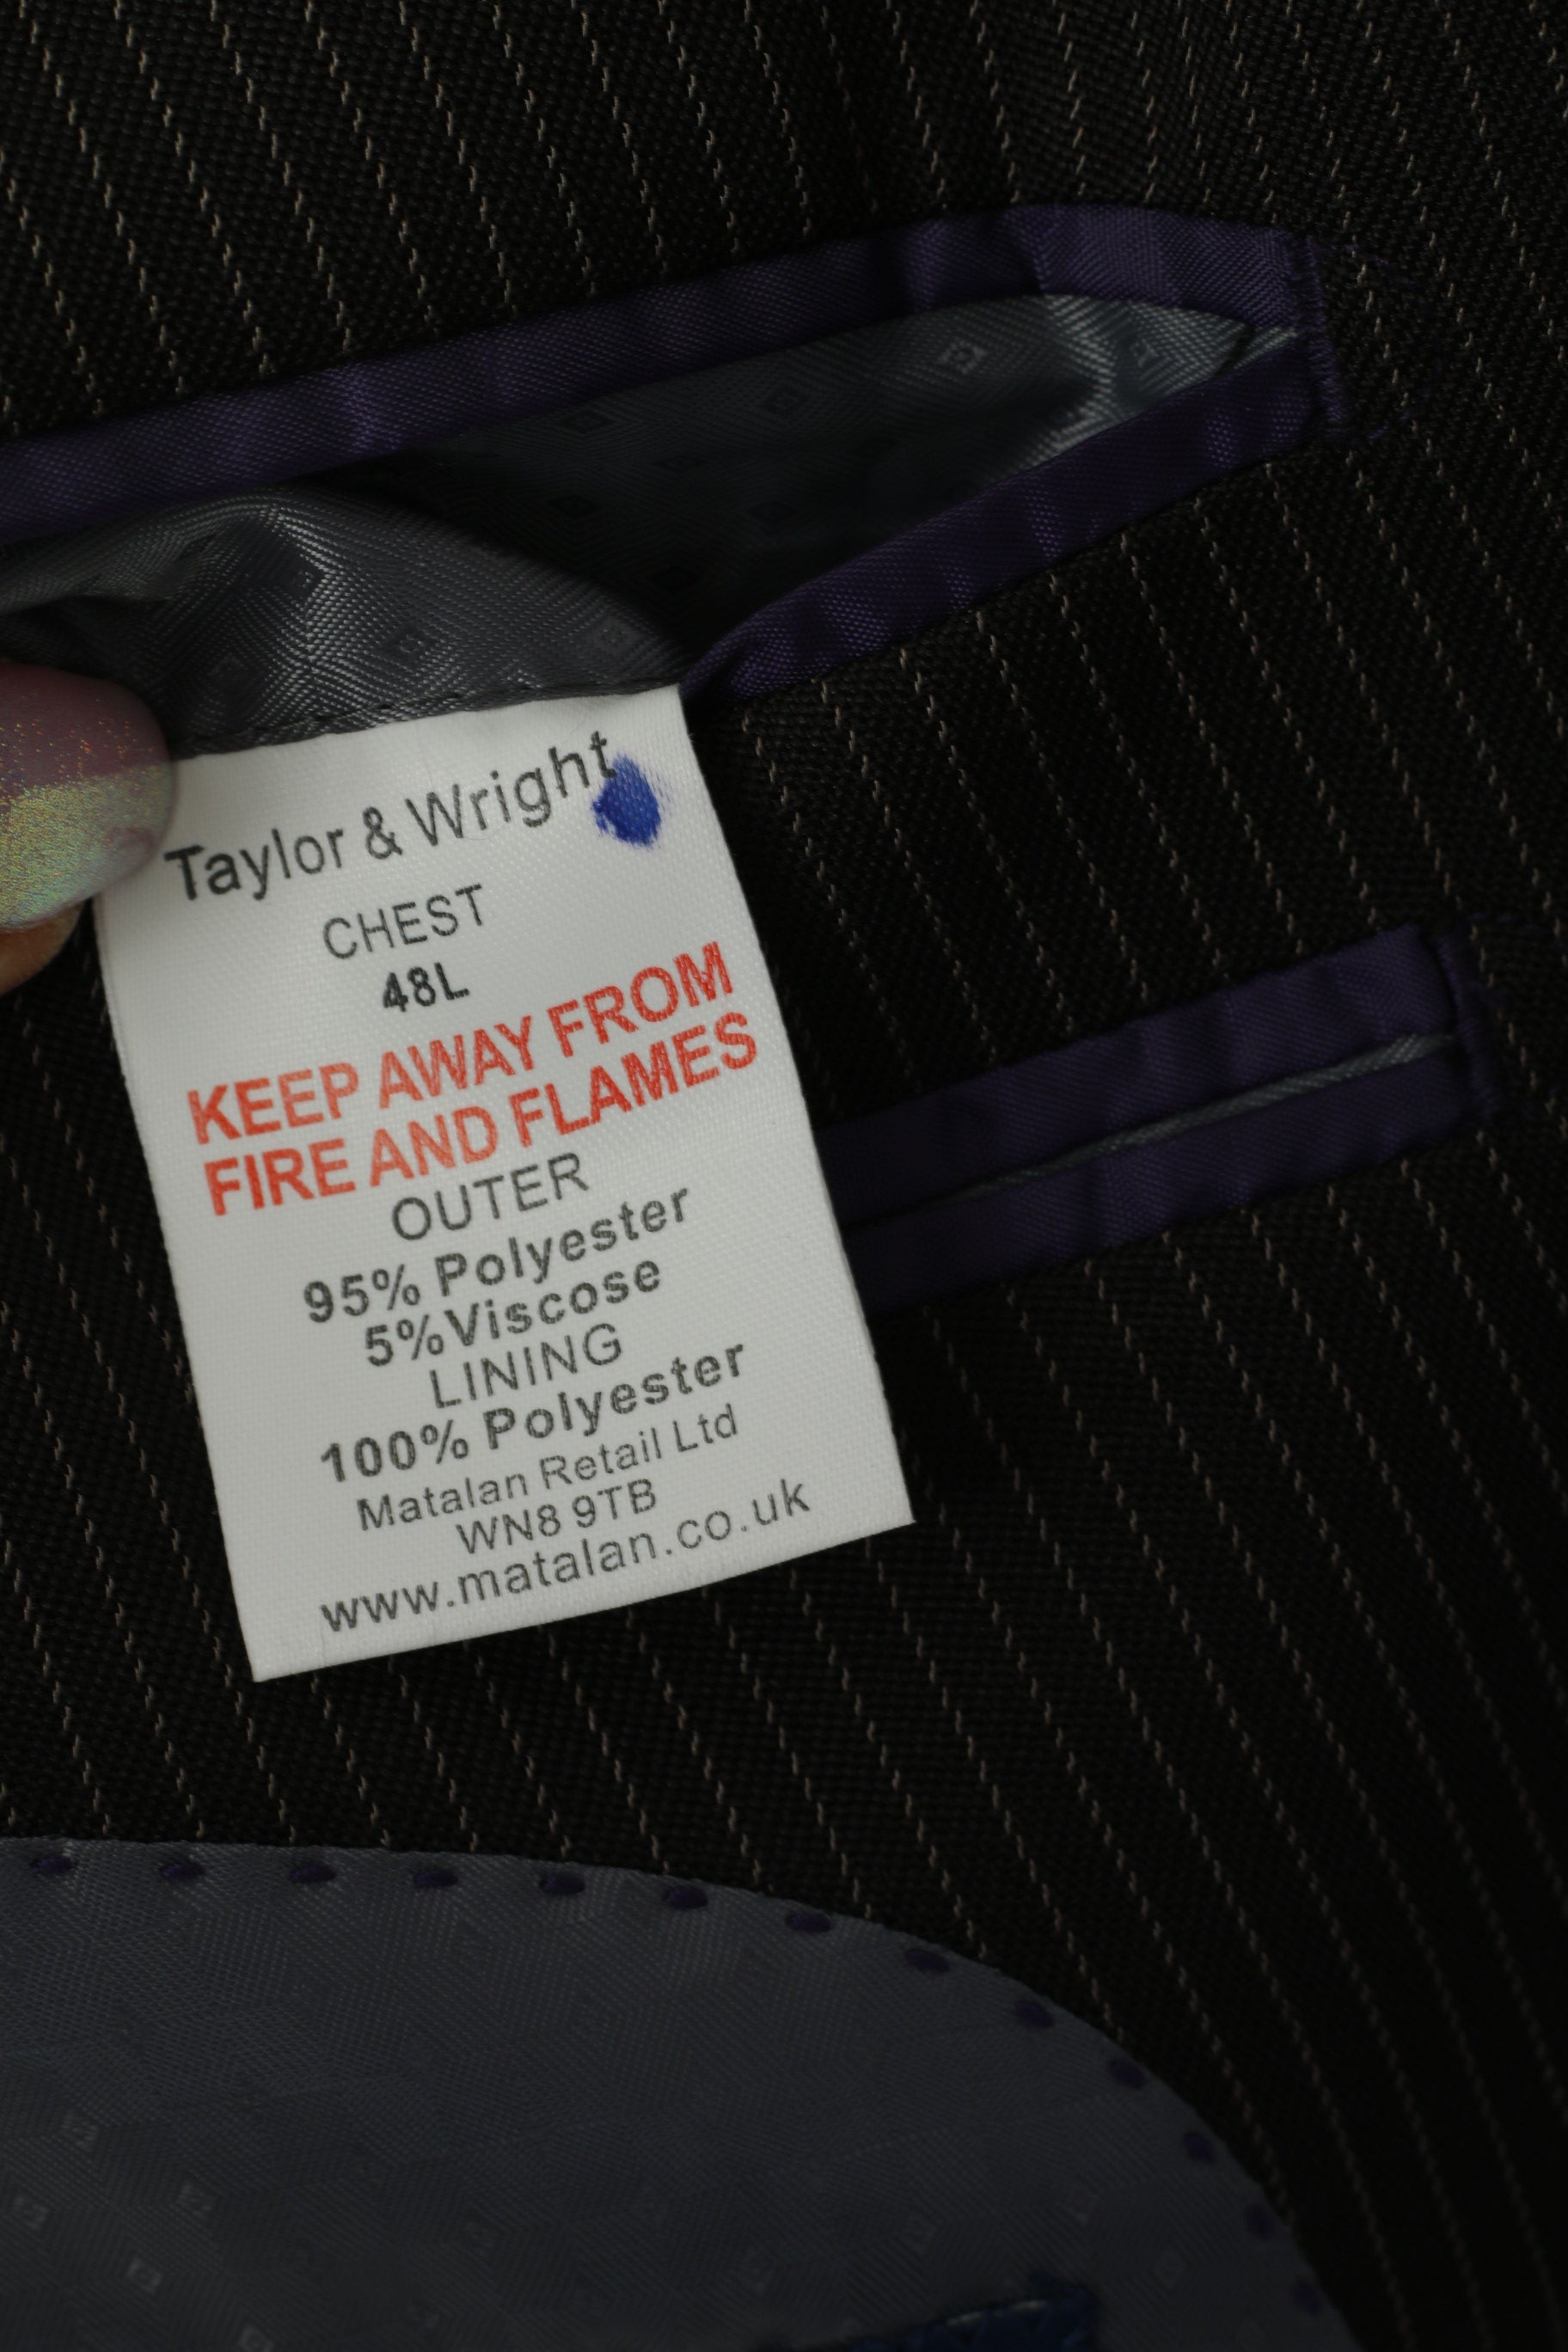 Taylor & Wright
CHEST
48L
KEEP AWAY FROM
FIRE AND FLAMES
OUTER
95% Polyester
5%Viscose
LINING
100% Polyester
Matalan Retail Ltd
WN8 9TB
www.matalan.co.uk